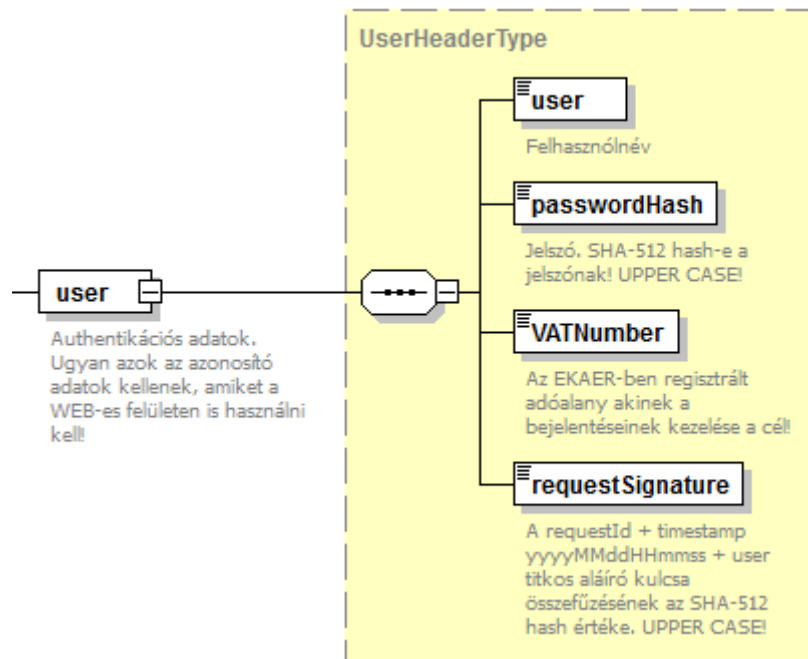 UserHeaderType
user
Felhasznólnév
passwordHash
Jelszó. SHA-512 hash-e a
jelszónak! UPPER CASE!
user
Authentikációs adatok.
Ugyan azok az azonosító
adatok kellenek, amiket a
WEB-es felületen is használni
kell!
VATNumber
Az EKAER-ben regisztrált
adóalany akinek a
bejelentéseinek kezelése a cél!
requestSignature
A requestId + timestamp
yyyyMMddHHmmss + user
titkos aláíró kulcsa
összefűzésének az SHA-512
hash értéke. UPPER CASE!